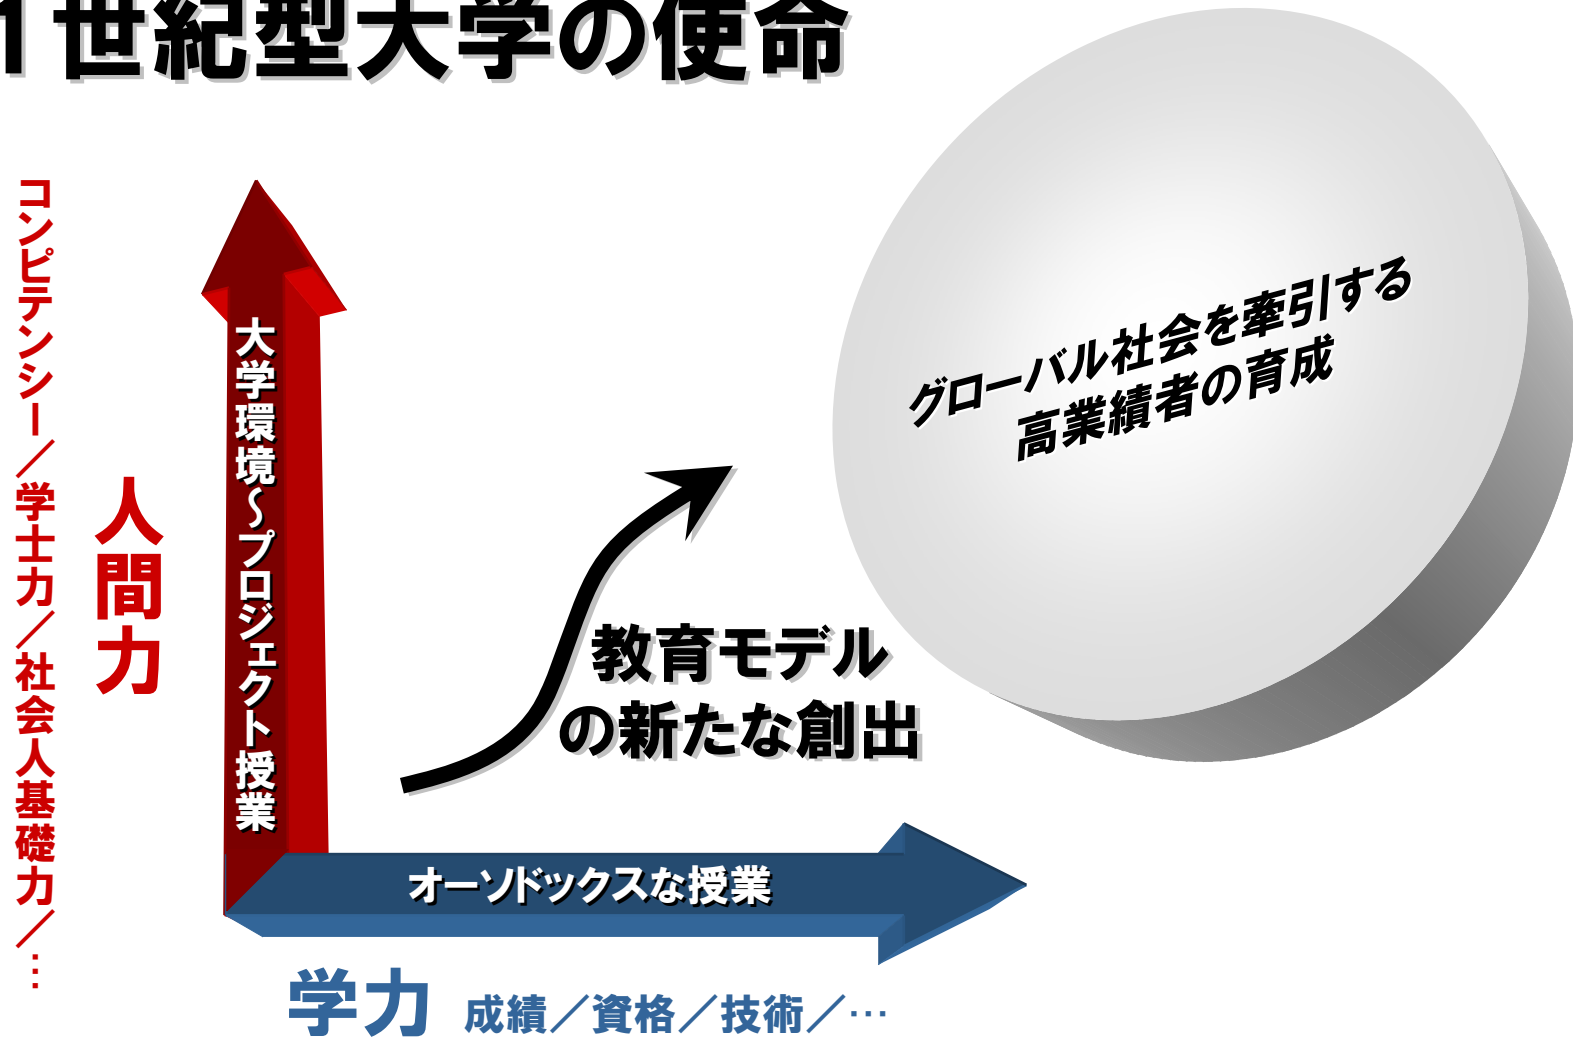 1世紀型大学の使命
グローバル社会を牽引する
高業績者の育成
コンピテンシー／学士力／社会人基礎力／…
人間力
大学環境～プロジェクト授業
教育モデル
の新たな創出
オーソドックスな授業
学力 成績／資格／技術／…